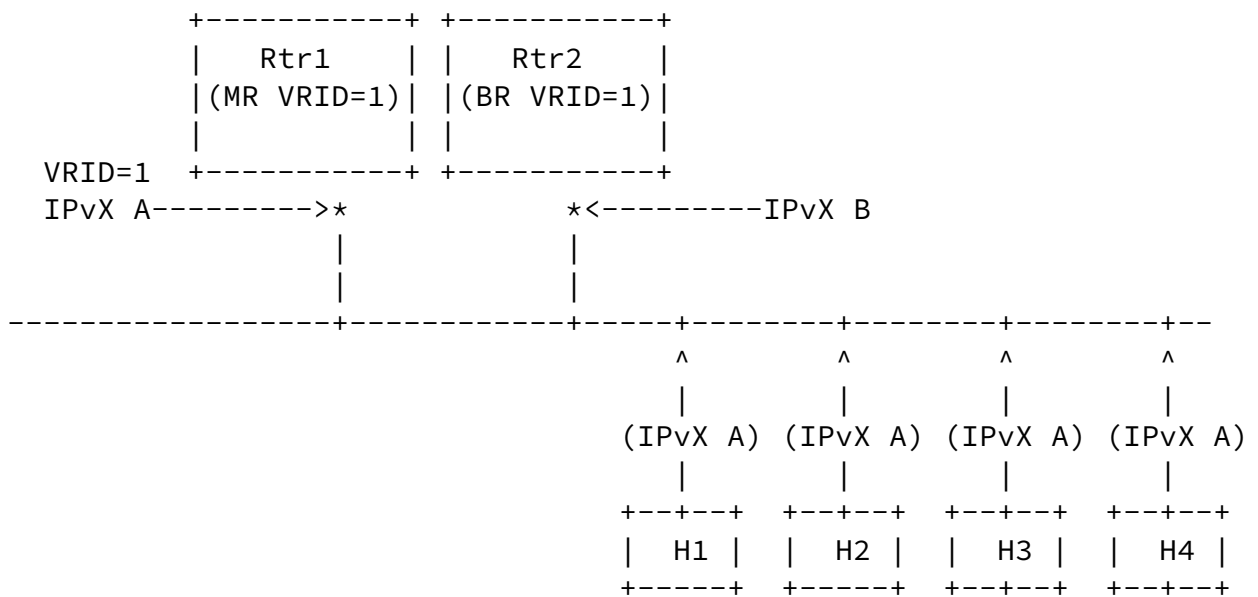 Rtr1 Rtr2
(MR VRID=1) (BR VRID=1)
VRID=1
IPvX A--------->* *<---------IPvX B
(IPvX A) (IPvX A) (IPvX A) (IPvX A)
H1 H2 H3 H4